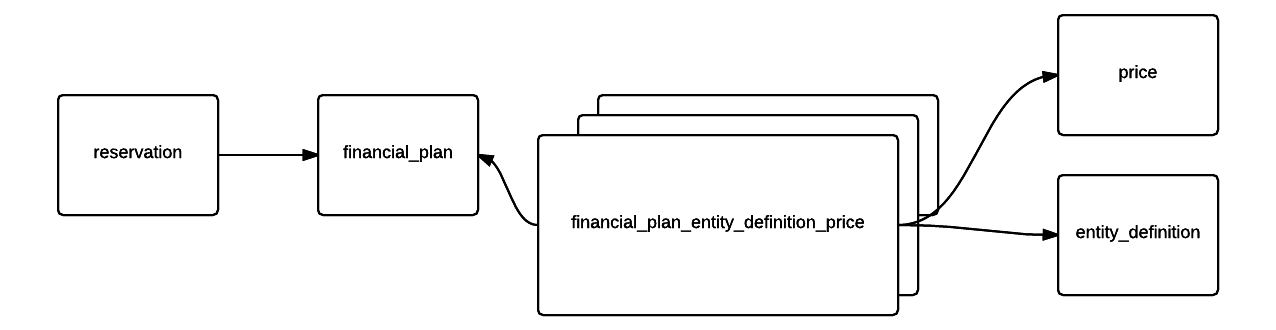 reservation
financial_plan
financial_plan_entity_definition_price
price
entity_definition